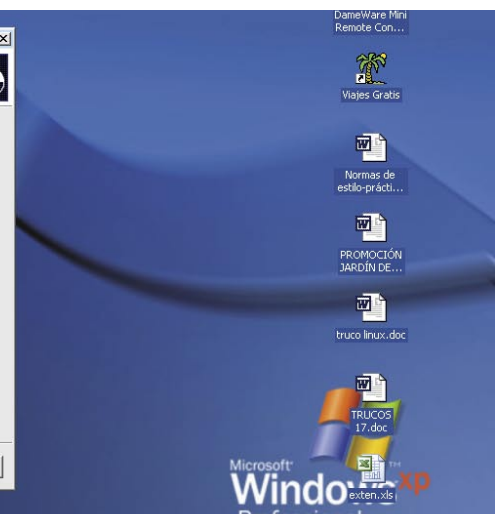 DameWare Mini
Remote Con...
Viajes Gratis
Normas de
estilo-prácti...
PROMOCIÓN
JARDÍN DE...
truco linux.doc
TRUCOS
17.doc
Microsoft
Windows xp
exten.xls